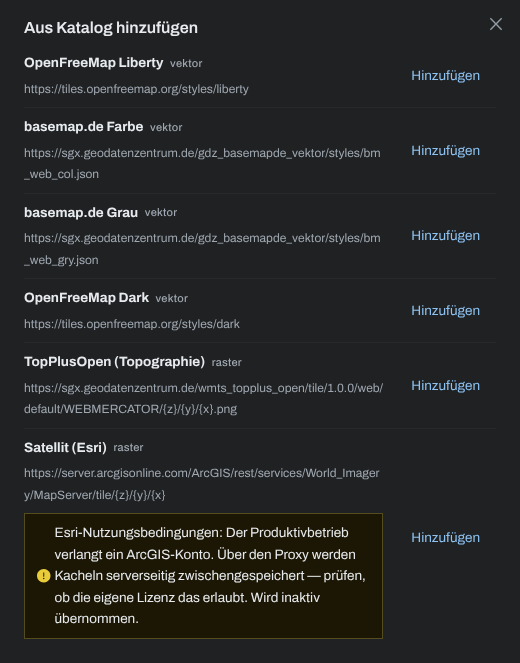 Aus Katalog hinzufügen
OpenFreeMap Liberty vektor
https://tiles.openfreemap.org/styles/liberty
Hinzufügen
basemap.de Farbe vektor
https://sgx.geodatenzentrum.de/gdz_basemapde_vektor/styles/bm
_web_col.json
Hinzufügen
basemap.de Grau vektor
https://sgx.geodatenzentrum.de/gdz_basemapde_vektor/styles/bm
_web_gry.json
Hinzufügen
OpenFreeMap Dark vektor
https://tiles.openfreemap.org/styles/dark
Hinzufügen
TopPlusOpen (Topographie) raster
https://sgx.geodatenzentrum.de/wmts_topplus_open/tile/1.0.0/web/
default/WEBMERCATOR/{z}/{y}/{x}.png
Hinzufügen
Satellit (Esri) raster
https://server.arcgisonline.com/ArcGIS/rest/services/World_Imager
y/MapServer/tile/{z}/{y}/{x}
Esri-Nutzungsbedingungen: Der Produktivbetrieb
verlangt ein ArcGIS-Konto. Über den Proxy werden
Kacheln serverseitig zwischengespeichert — prüfen,
ob die eigene Lizenz das erlaubt. Wird inaktiv
übernommen.
Hinzufügen